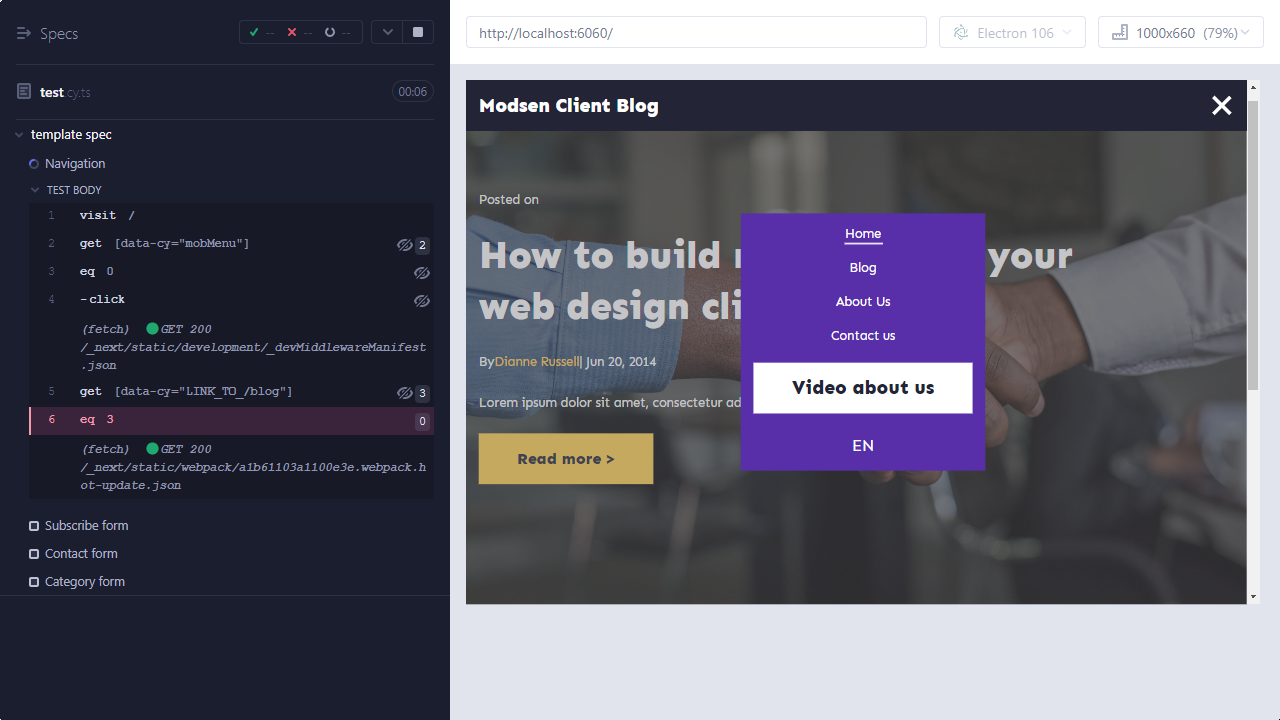 Specs
-- -- --
test cy.ts
00:06
template spec
Navigation
TEST BODY
1 visit /
2 get [data-cy="mobMenu"] 2
3 eq 0
4 -click
(fetch) GET 200
/_next/static/development/_devMiddlewareManifest
.json
5 get [data-cy="LINK_TO_/blog"] 3
6 eq 3 0
(fetch) GET 200
/_next/static/webpack/a1b61103a1100e3e.webpack.h
ot-update.json
Subscribe form
Contact form
Category form
http://localhost:6060/
Electron 106
1000x660 (79%)
Modsen Client Blog
Posted on
How to build your
web design cli
ByDianne Russell| Jun 20, 2014
Lorem ipsum dolor sit amet, consectetur ad
Read more >
Home
Blog
About Us
Contact us
Video about us
EN